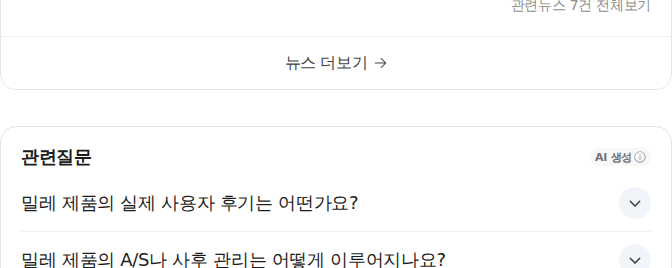 관련뉴스 7건 전체보기
뉴스 더보기 →
관련질문
AI 생성 ⓘ
밀레 제품의 실제 사용자 후기는 어떤가요?
밀레 제품의 A/S나 사후 관리는 어떻게 이루어지나요?